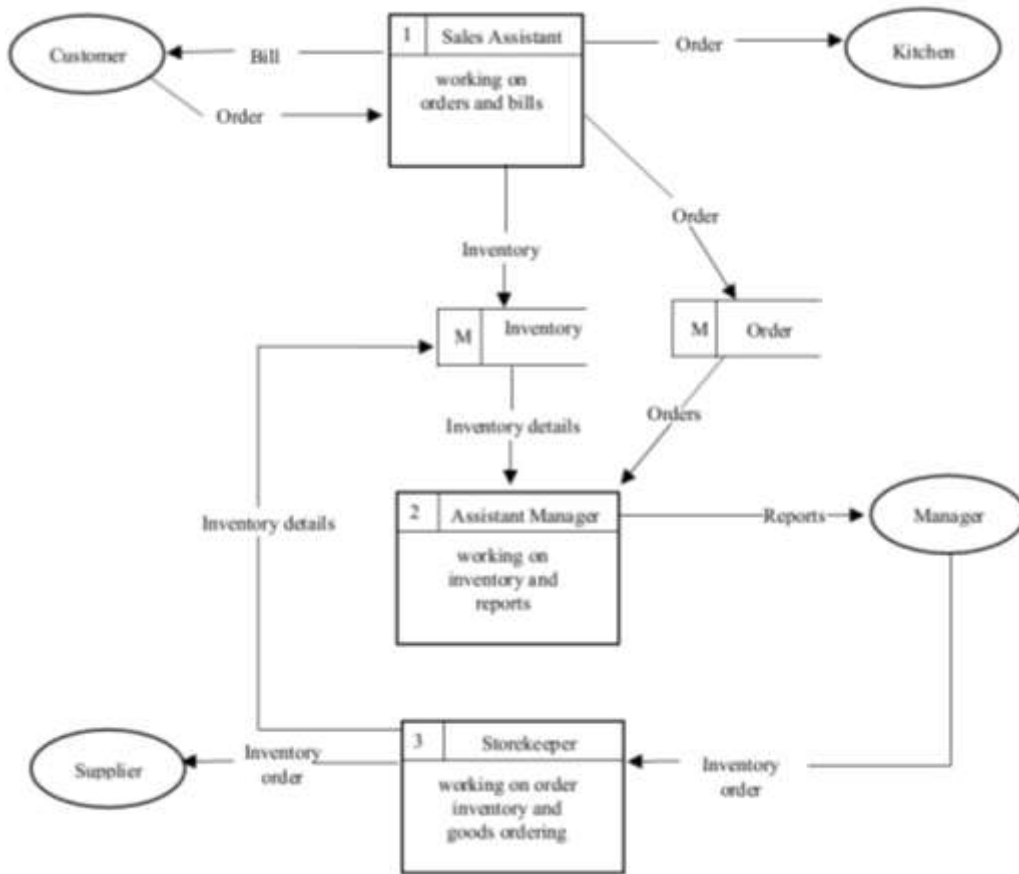 1 Sales Assistant
Customer
Bill
Order
Kitchen
working on
orders and bills
Order
Order
Inventory
M Inventory
M Order
Orders
Inventory details
2 Assistant Manager
Reports
Manager
Inventory details
working on
inventory and
reports
3 Storekeeper
Supplier
Inventory
order
Inventory
order
working on order
inventory and
goods ordering